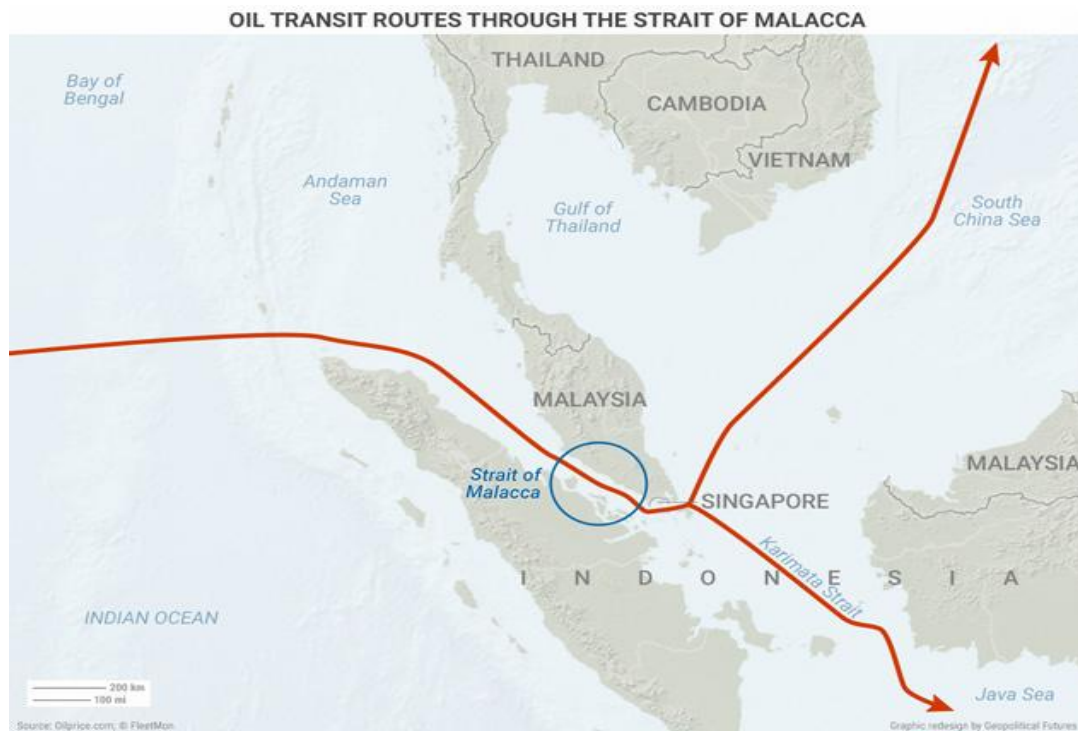 OIL TRANSIT ROUTES THROUGH THE STRAIT OF MALACCA
Bay of
Bengal
THAILAND
CAMBODIA
VIETNAM
Andaman
Sea
Gulf of
Thailand
South
China Sea
MALAYSIA
Strait of
Malacca
MALAYSIA
SINGAPORE
Karimata Strait
INDONESIA
INDIAN OCEAN
200 km
100 mi
Java Sea
Source: Oilprice.com; © FleetMon
Graphic redesign by Geopolitical Futures